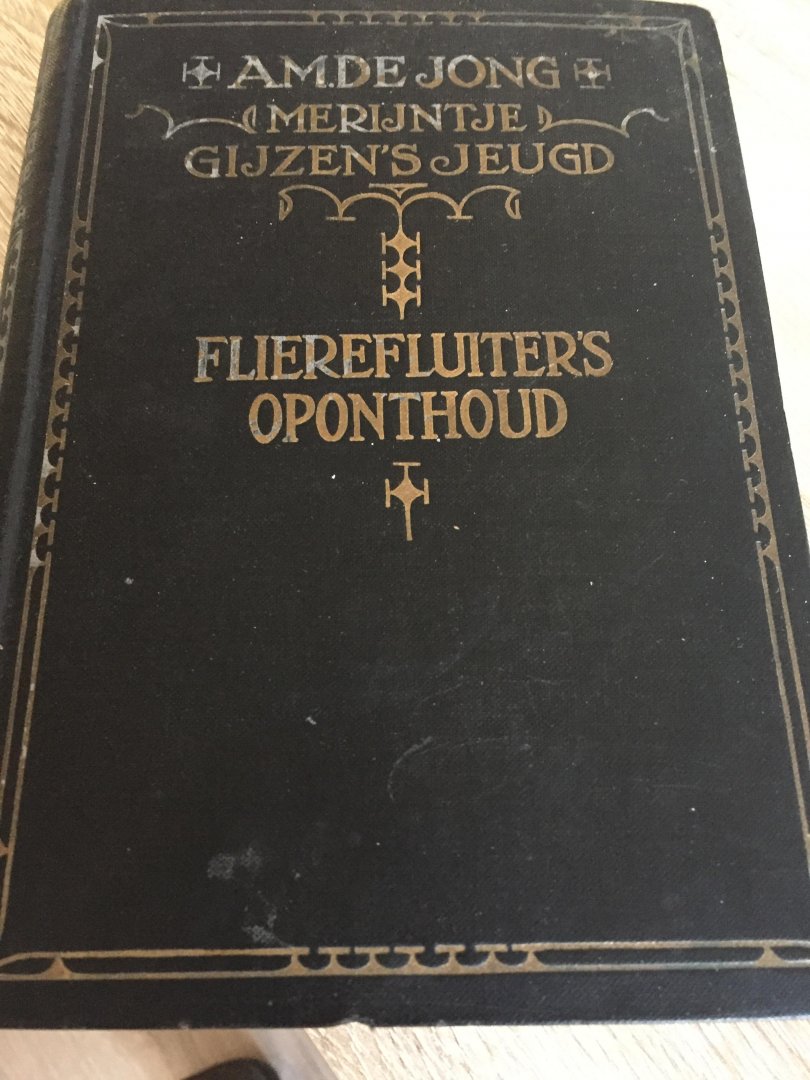 A.M. DE JONG
MERIJNTJE
GIJZEN'S JEUGD
FLIEREFLUITER'S
OPONTHOUD